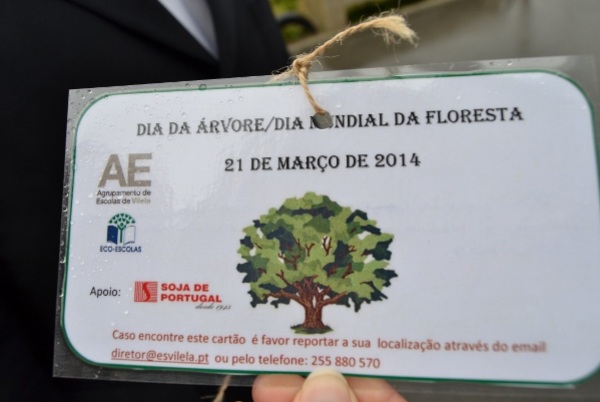 DIA DA ÁRVORE/DIA MUNDIAL DA FLORESTA
21 DE MARÇO DE 2014
AE
Agrupamento de
Escolas de Vilela
ECO-ESCOLAS
Apoio:
SOJA DE
PORTUGAL
desde 1943
Caso encontre este cartão é favor reportar a sua localização através do email
diretor@esvilela.pt ou pelo telefone: 255 880 570